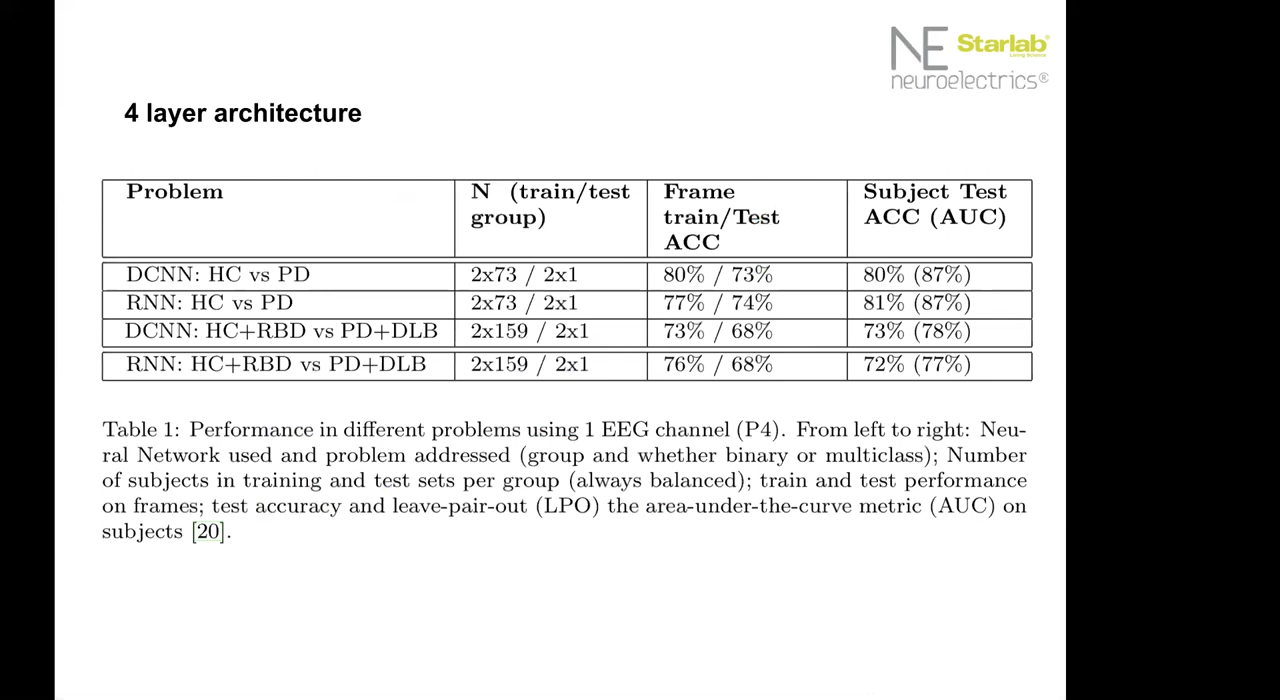 NE Starlab®
Living Science
neuroelectrics®
4 layer architecture
Problem N (train/test group) Frame train/Test ACC Subject Test ACC (AUC)
DCNN: HC vs PD 2x73 / 2x1 80% / 73% 80% (87%)
RNN: HC vs PD 2x73 / 2x1 77% / 74% 81% (87%)
DCNN: HC+RBD vs PD+DLB 2x159 / 2x1 73% / 68% 73% (78%)
RNN: HC+RBD vs PD+DLB 2x159 / 2x1 76% / 68% 72% (77%)
Table 1: Performance in different problems using 1 EEG channel (P4). From left to right: Neu-
ral Network used and problem addressed (group and whether binary or multiclass); Number
of subjects in training and test sets per group (always balanced); train and test performance
on frames; test accuracy and leave-pair-out (LPO) the area-under-the-curve metric (AUC) on
subjects [20].